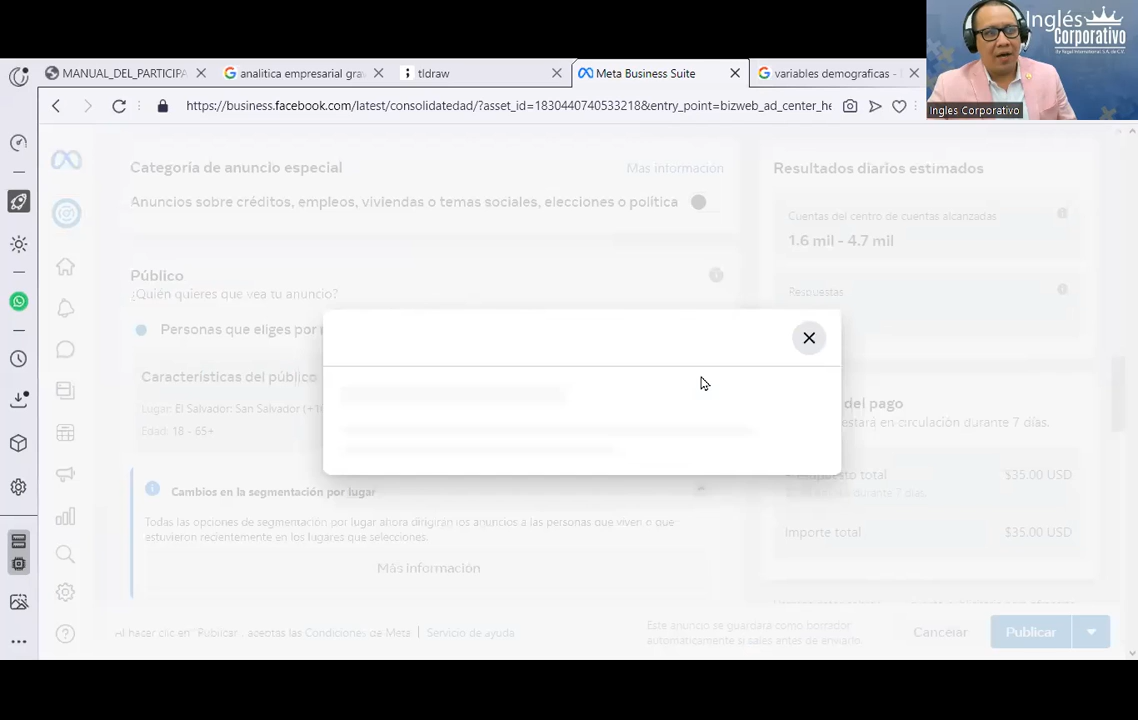 Inglés
Corporativo
Ingles Corporativo
MANUAL_DEL_PARTICIPA
analitica empresarial gra
tldraw
Meta Business Suite
variables demograficas -
https://business.facebook.com/latest/consolidatedad/?asset_id=1830440740533218&entry_point=bizweb_ad_center_he
Categoría de anuncio especial
Más información
Anuncios sobre créditos, empleos, viviendas o temas sociales, elecciones o política
Público
¿Quién quieres que vea tu anuncio?
Personas que eliges por
Características del público
Lugar: El Salvador: San Salvador
Edad: 18 - 65+
Cambios en la segmentación por lugar
Todas las opciones de segmentación por lugar ahora dirigirán los anuncios a las personas que viven o que
estuvieron recientemente en los lugares que selecciones.
Más información
Resultados diarios estimados
Cuentas del centro de cuentas alcanzadas
1.6 mil - 4.7 mil
Respuestas
del pago
estará en circulación durante 7 días.
total
$35.00 USD
durante 7 días.
Importe total
$35.00 USD
Al hacer clic en "Publicar", aceptas las Condiciones de Meta | Servicio de ayuda
Este anuncio se guardará como borrador
automáticamente si sales antes de enviarlo.
Cancelar
Publicar